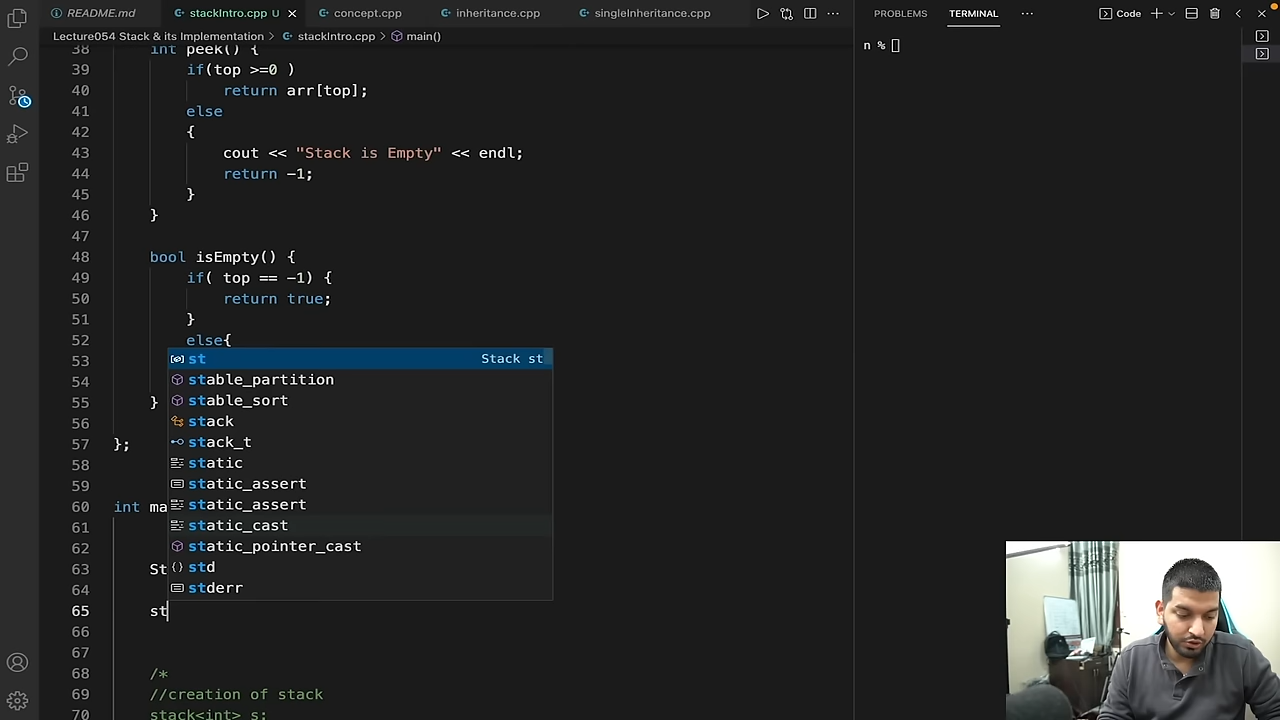 README.md
stackIntro.cpp U
concept.cpp
inheritance.cpp
singleInheritance.cpp
PROBLEMS
TERMINAL
Code
Lecture054 Stack & its Implementation > stackIntro.cpp > main()
n %
38 int peek() {
39 if(top >=0 )
40 return arr[top];
41 else
42 {
43 cout << "Stack is Empty" << endl;
44 return -1;
45 }
46 }
47
48 bool isEmpty() {
49 if( top == -1) {
50 return true;
51 }
52 else{
53
54
55 }
56
57 };
58
59
60 int ma
61
62
63 St
64
65 st
66
67
68 /*
69 //creation of stack
70 stack<int> s;
st Stack st
stable_partition
stable_sort
stack
stack_t
static
static_assert
static_assert
static_cast
static_pointer_cast
std
stderr